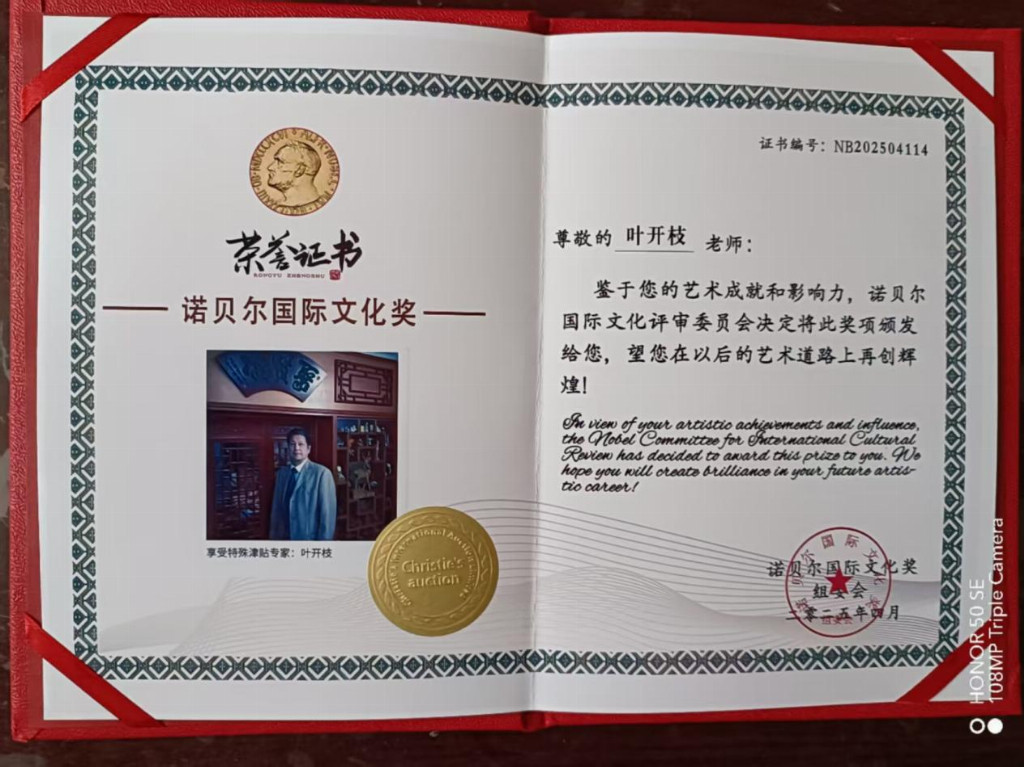 荣誉证书
RONGYU ZHENGSHU
诺贝尔国际文化奖
享受特殊津贴专家：叶开枝
Christie's
auction
证书编号：NB202504114
尊敬的 叶开枝 老师：
鉴于您的艺术成就和影响力，诺贝尔
国际文化评审委员会决定将此奖项颁发
给您，望您在以后的艺术道路上再创辉
煌！
In view of your artistic achievements and influence,
the Nobel Committee for International Cultural
Review has decided to award this prize to you. We
hope you will create brilliance in your future artis-
tic career!
诺贝尔国际文化奖
组委会
二零二五年四月
HONOR 50 SE
108MP Triple Camera